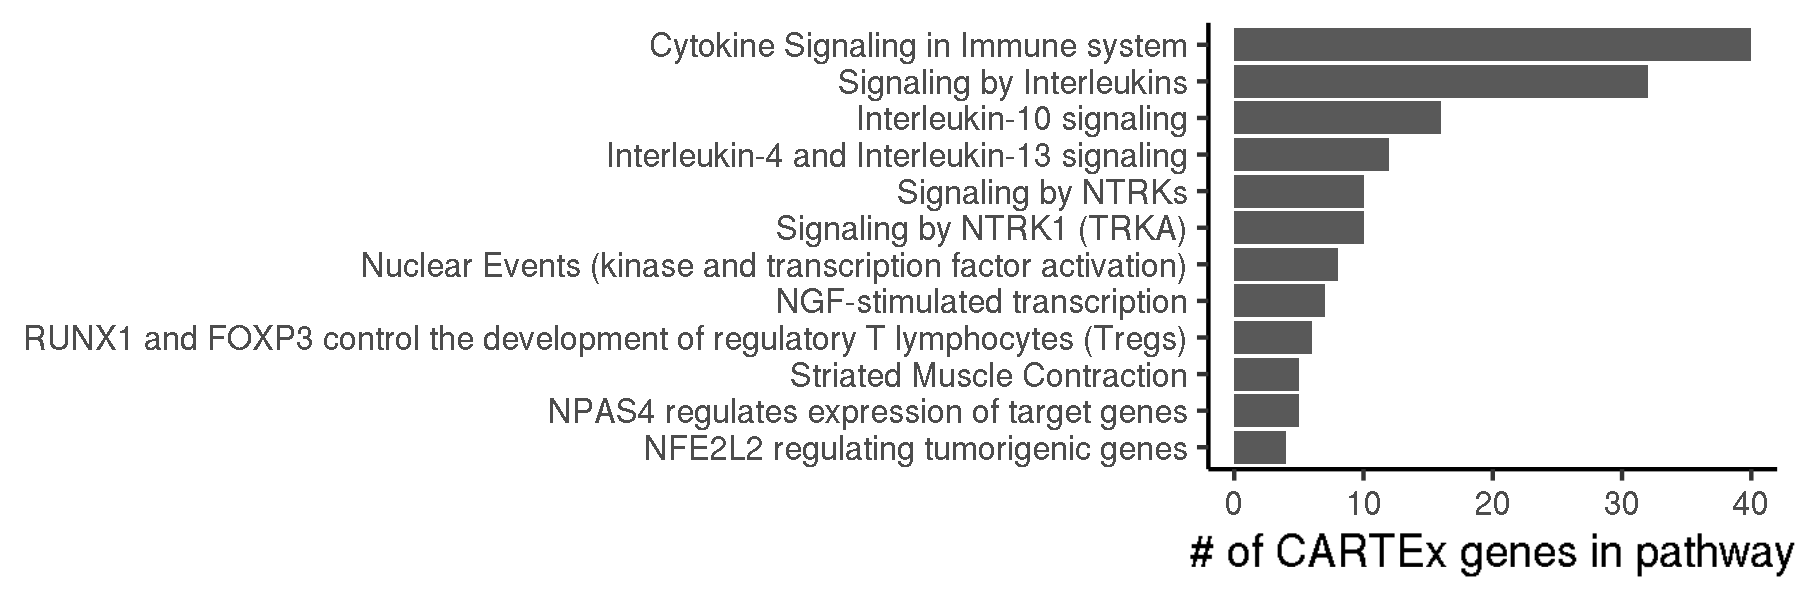 Cytokine Signaling in Immune system
Signaling by Interleukins
Interleukin-10 signaling
Interleukin-4 and Interleukin-13 signaling
Signaling by NTRKs
Signaling by NTRK1 (TRKA)
Nuclear Events (kinase and transcription factor activation)
NGF-stimulated transcription
RUNX1 and FOXP3 control the development of regulatory T lymphocytes (Tregs)
Striated Muscle Contraction
NPAS4 regulates expression of target genes
NFE2L2 regulating tumorigenic genes
0 10 20 30 40
# of CARTEx genes in pathway